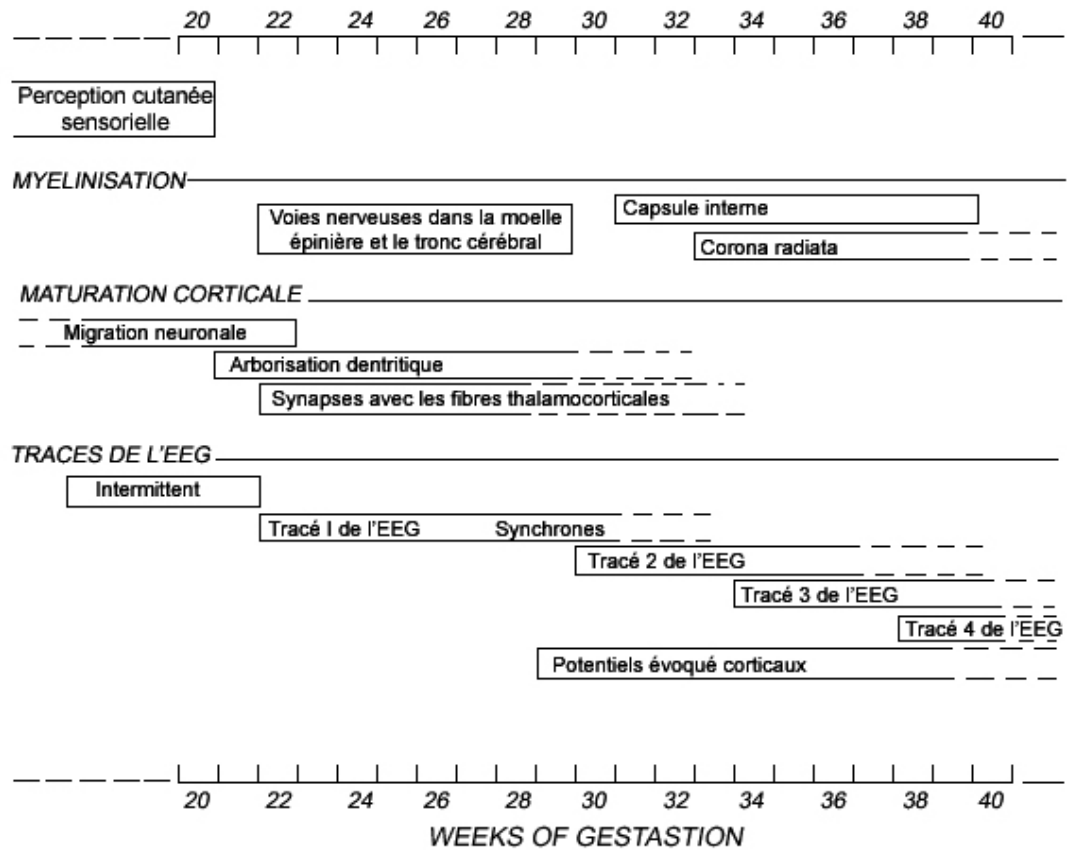 20 22 24 26 28 30 32 34 36 38 40
Perception cutanée
sensorielle
MYELINISATION
Voies nerveuses dans la moelle
épinière et le tronc cérébral
Capsule interne
Corona radiata
MATURATION CORTICALE
Migration neuronale
Arborisation dentritique
Synapses avec les fibres thalamocorticales
TRACES DE L'EEG
Intermittent
Tracé I de l'EEG Synchrones
Tracé 2 de l'EEG
Tracé 3 de l'EEG
Tracé 4 de l'EEG
Potentiels évoqué corticaux
20 22 24 26 28 30 32 34 36 38 40
WEEKS OF GESTASTION